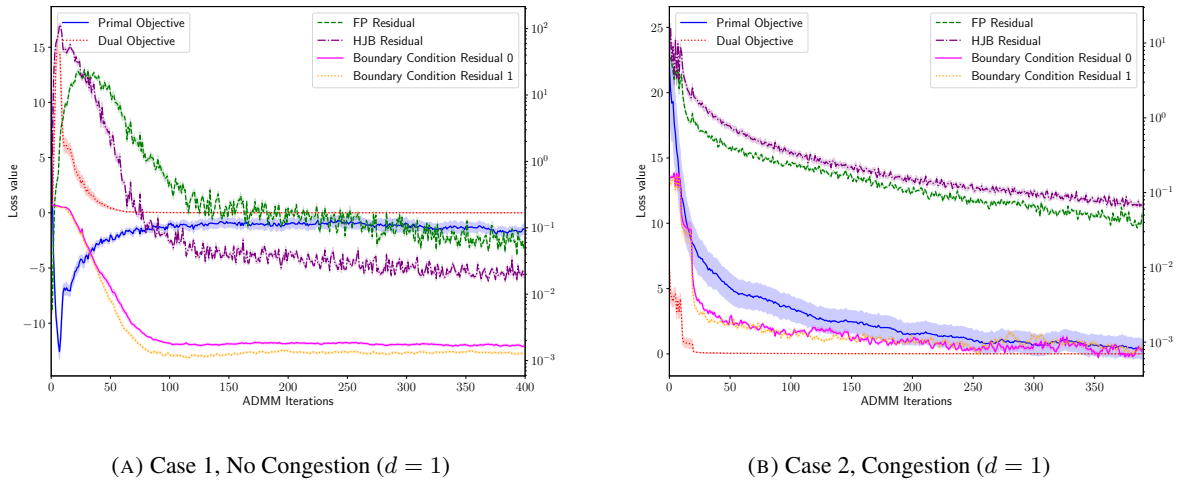 Primal Objective
Dual Objective
FP Residual
HJB Residual
Boundary Condition Residual 0
Boundary Condition Residual 1
15
10
5
0
−5
−10
Loss value
10²
10¹
10⁰
10⁻¹
10⁻²
10⁻³
0 50 100 150 200 250 300 350 400
ADMM Iterations
(A) Case 1, No Congestion (d = 1)
Primal Objective
Dual Objective
FP Residual
HJB Residual
Boundary Condition Residual 0
Boundary Condition Residual 1
25
20
15
10
5
0
Loss value
10¹
10⁰
10⁻¹
10⁻²
10⁻³
0 50 100 150 200 250 300 350
ADMM Iterations
(B) Case 2, Congestion (d = 1)